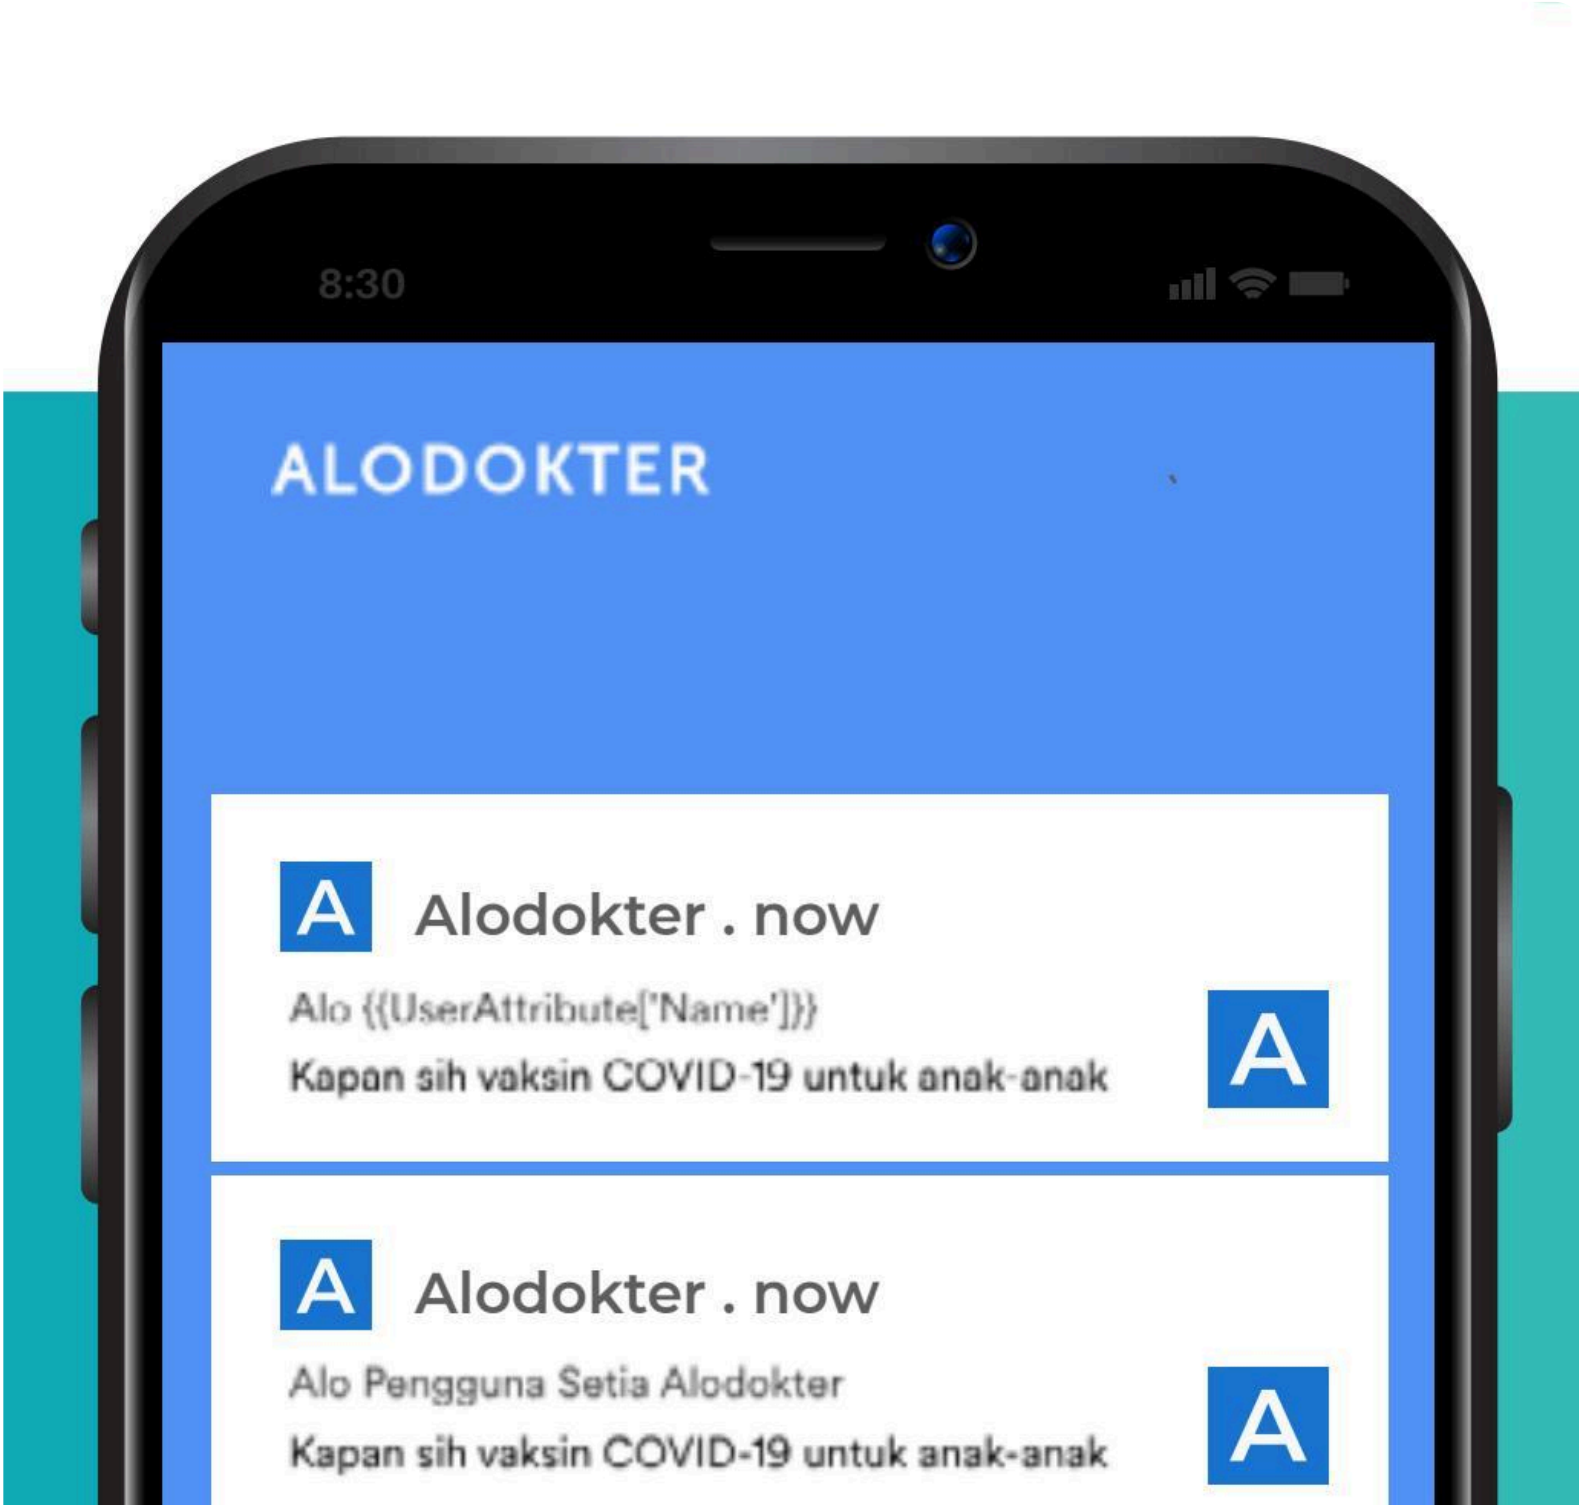 8:30
ALODOKTER
A Alodokter . now
Alo {{UserAttribute['Name']}}
Kapan sih vaksin COVID-19 untuk anak-anak
A
A Alodokter . now
Alo Pengguna Setia Alodokter
Kapan sih vaksin COVID-19 untuk anak-anak
A